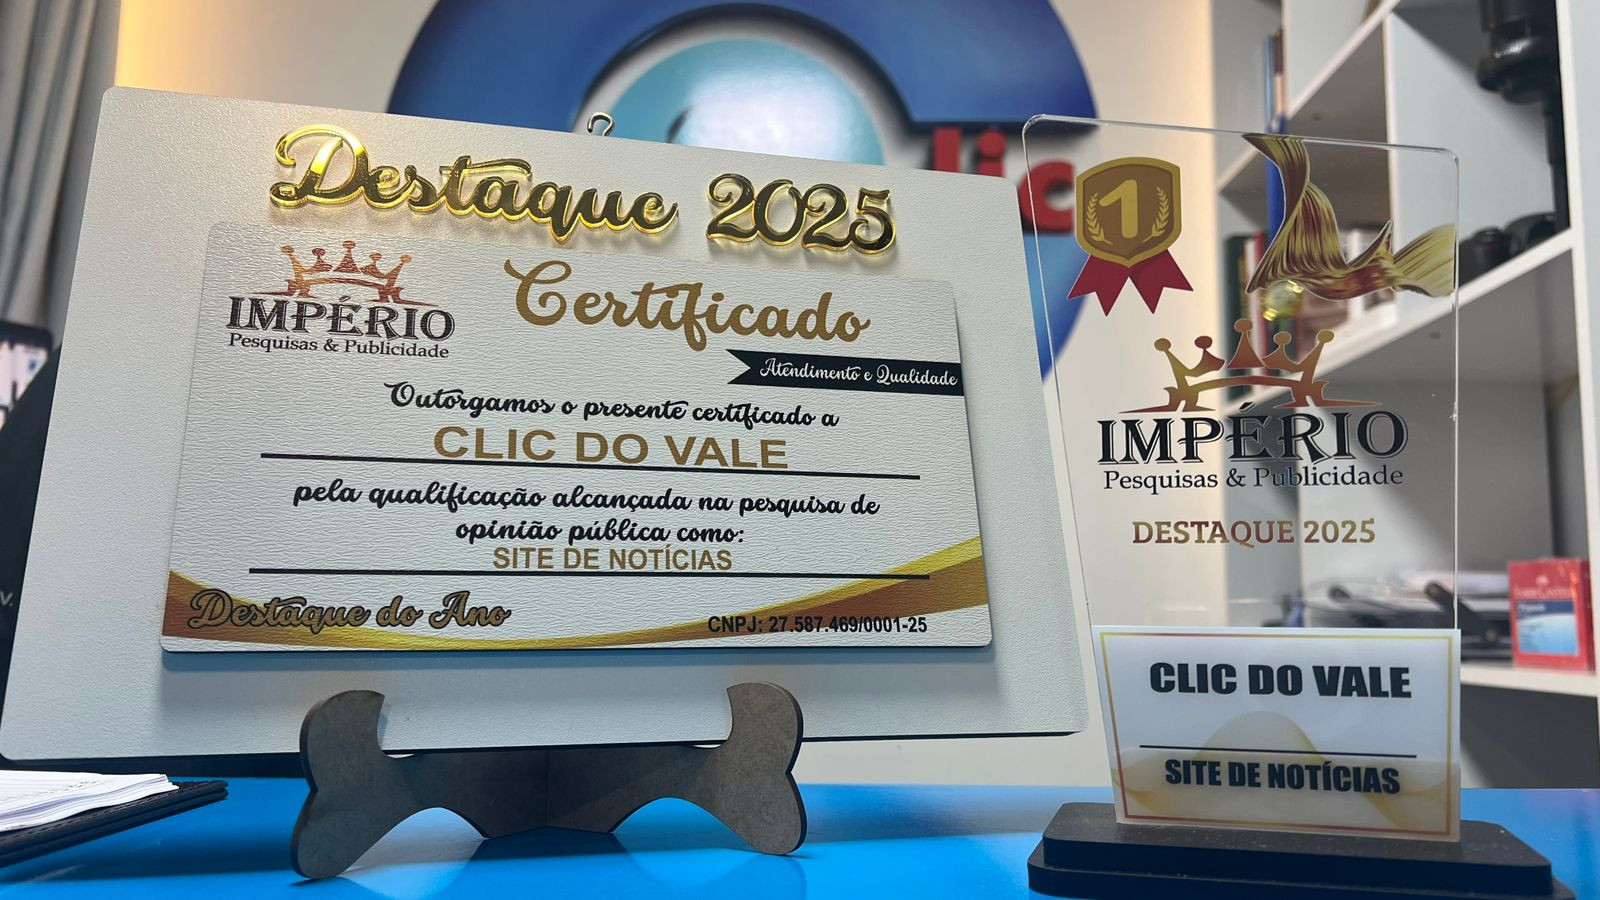 Destaque 2025
IMPÉRIO
Pesquisas & Publicidade
Certificado
Atendimento e Qualidade
Outorgamos o presente certificado a
CLIC DO VALE
pela qualificação alcançada na pesquisa de
opinião pública como:
SITE DE NOTÍCIAS
Destaque do Ano
CNPJ: 27.587.469/0001-25
lic
1
IMPÉRIO
Pesquisas & Publicidade
DESTAQUE 2025
CLIC DO VALE
SITE DE NOTÍCIAS